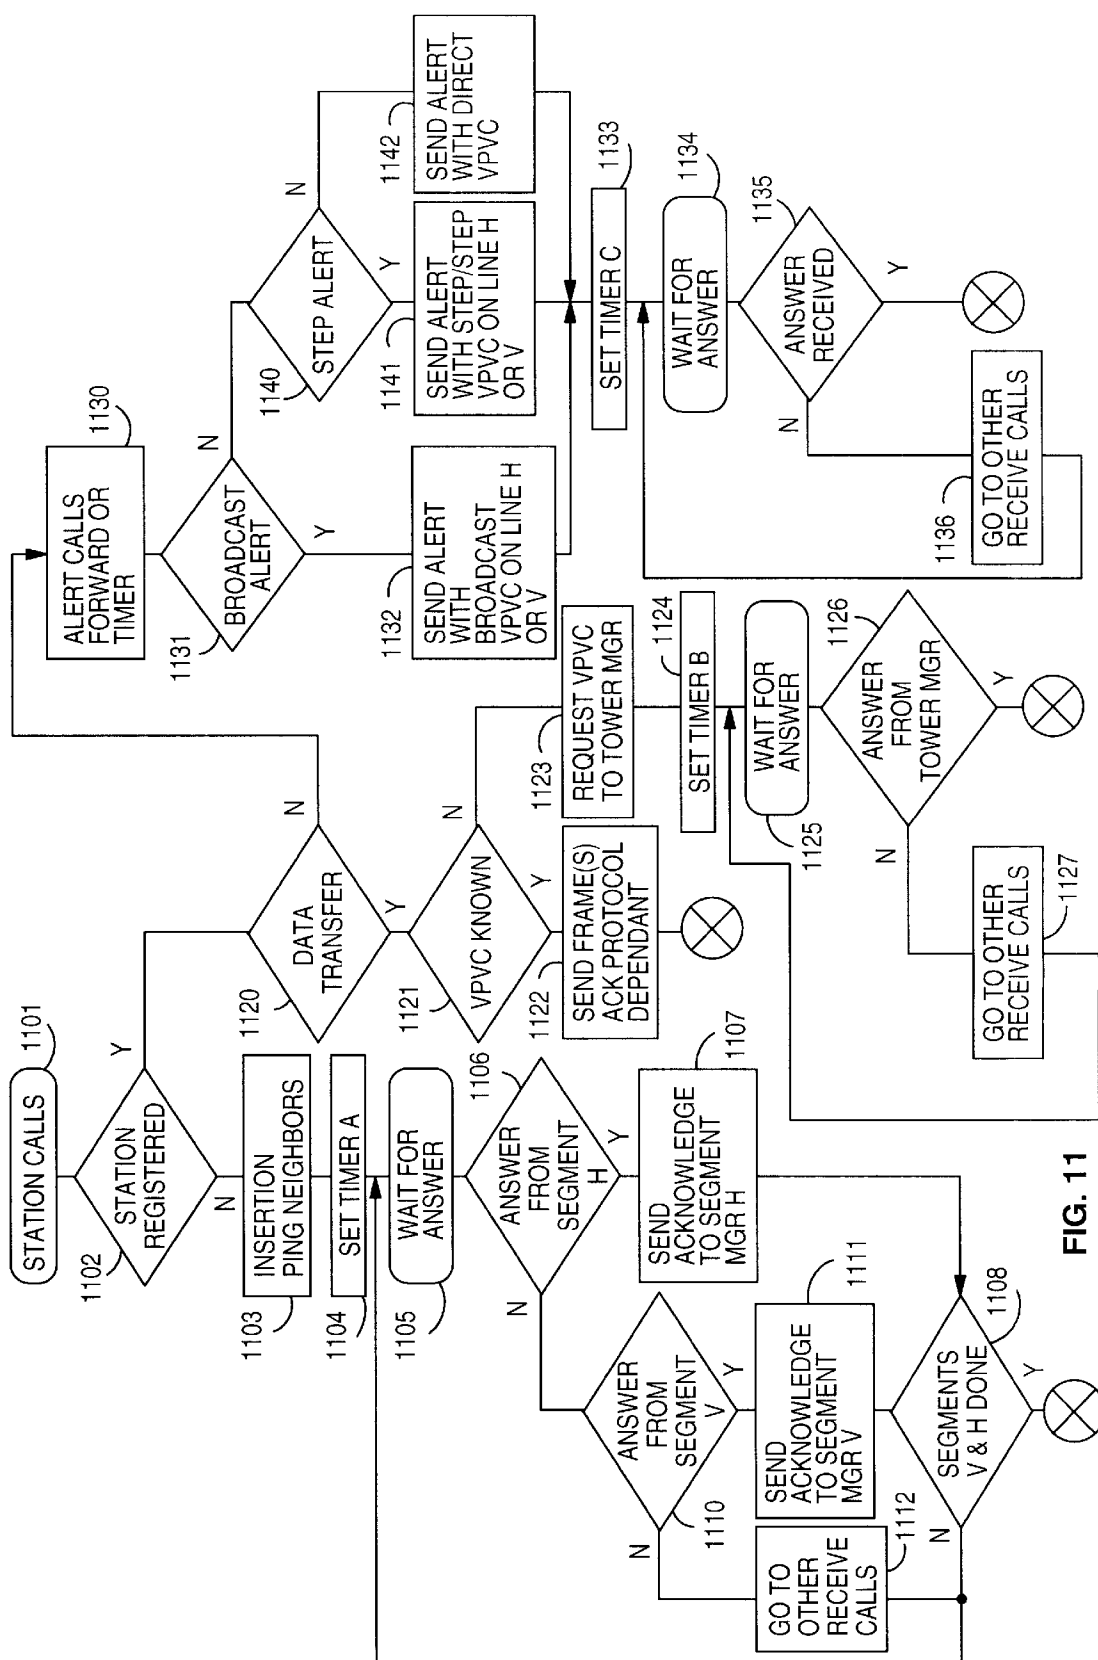 STATION CALLS
1101
STATION
REGISTERED
1102
Y
N
INSERTION
PING NEIGHBORS
1103
SET TIMER A
1104
WAIT FOR
ANSWER
1105
ANSWER
FROM
SEGMENT
H
1106
N
Y
SEND
ACKNOWLEDGE
TO SEGMENT
MGR H
1107
ANSWER
FROM
SEGMENT
V
1110
N
Y
SEND
ACKNOWLEDGE
TO SEGMENT
MGR V
1111
GO TO
OTHER
RECEIVE
CALLS
1112
SEGMENTS
V & H DONE
1108
N
Y
DATA
TRANSFER
1120
N
Y
VPVC KNOWN
1121
N
Y
SEND FRAME(S)
ACK PROTOCOL
DEPENDANT
1122
REQUEST VPVC
TO TOWER MGR
1123
SET TIMER B
1124
WAIT FOR
ANSWER
1125
ANSWER
FROM
TOWER MGR
1126
N
Y
GO TO OTHER
RECEIVE CALLS
1127
ALERT CALLS
FORWARD OR
TIMER
1130
BROADCAST
ALERT
1131
N
Y
SEND ALERT
WITH
BROADCAST
VPVC ON LINE H
OR V
1132
STEP ALERT
1140
N
Y
SEND ALERT
WITH STEP/STEP
VPVC ON LINE H
OR V
1141
SEND ALERT
WITH DIRECT
VPVC
1142
SET TIMER C
1133
WAIT FOR
ANSWER
1134
ANSWER
RECEIVED
1135
N
Y
GO TO OTHER
RECEIVE CALLS
1136
FIG. 11